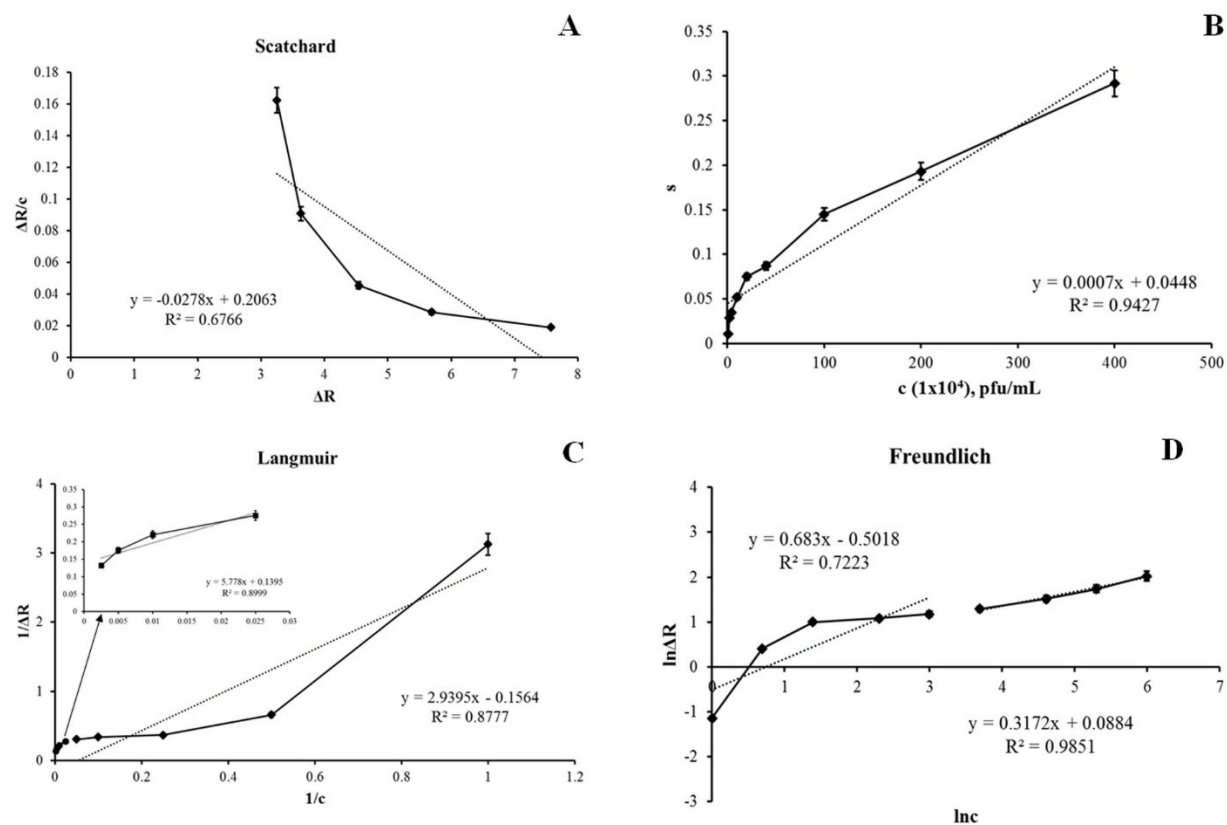 A
Scatchard
0.18
0.16
0.14
0.12
0.1
0.08
0.06
0.04
0.02
0
ΔR/c
y = -0.0278x + 0.2063
R² = 0.6766
0 1 2 3 4 5 6 7 8
ΔR
B
0.35
0.3
0.25
0.2
0.15
0.1
0.05
0
s
y = 0.0007x + 0.0448
R² = 0.9427
0 100 200 300 400 500
c (1x10⁴), pfu/mL
Langmuir
C
4
3
2
1
0
1/ΔR
0.35
0.3
0.25
0.2
0.15
0.1
0.05
0
y = 5.778x + 0.1395
R² = 0.8999
0 0.005 0.01 0.015 0.02 0.025 0.03
y = 2.9395x - 0.1564
R² = 0.8777
0 0.2 0.4 0.6 0.8 1 1.2
1/c
Freundlich
D
4
3
2
1
0
-1
-2
-3
lnΔR
y = 0.683x - 0.5018
R² = 0.7223
0 1 2 3 4 5 6 7
y = 0.3172x + 0.0884
R² = 0.9851
lnc